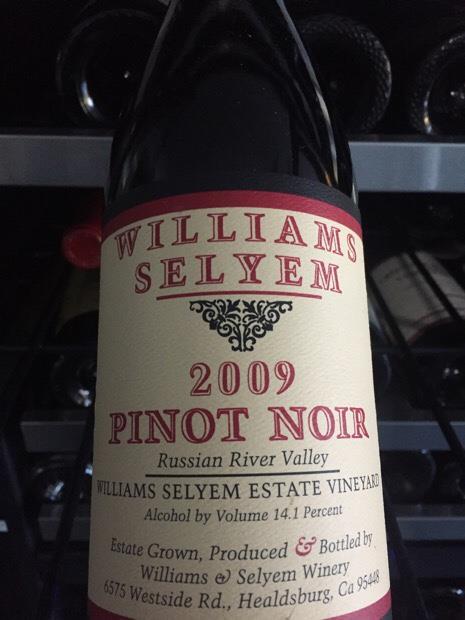 WILLIAMS
SELYEM
2009
PINOT NOIR
Russian River Valley
WILLIAMS SELYEM ESTATE VINEYARD
Alcohol by Volume 14.1 Percent
Estate Grown, Produced & Bottled by
Williams & Selyem Winery
6575 Westside Rd., Healdsburg, Ca 95448